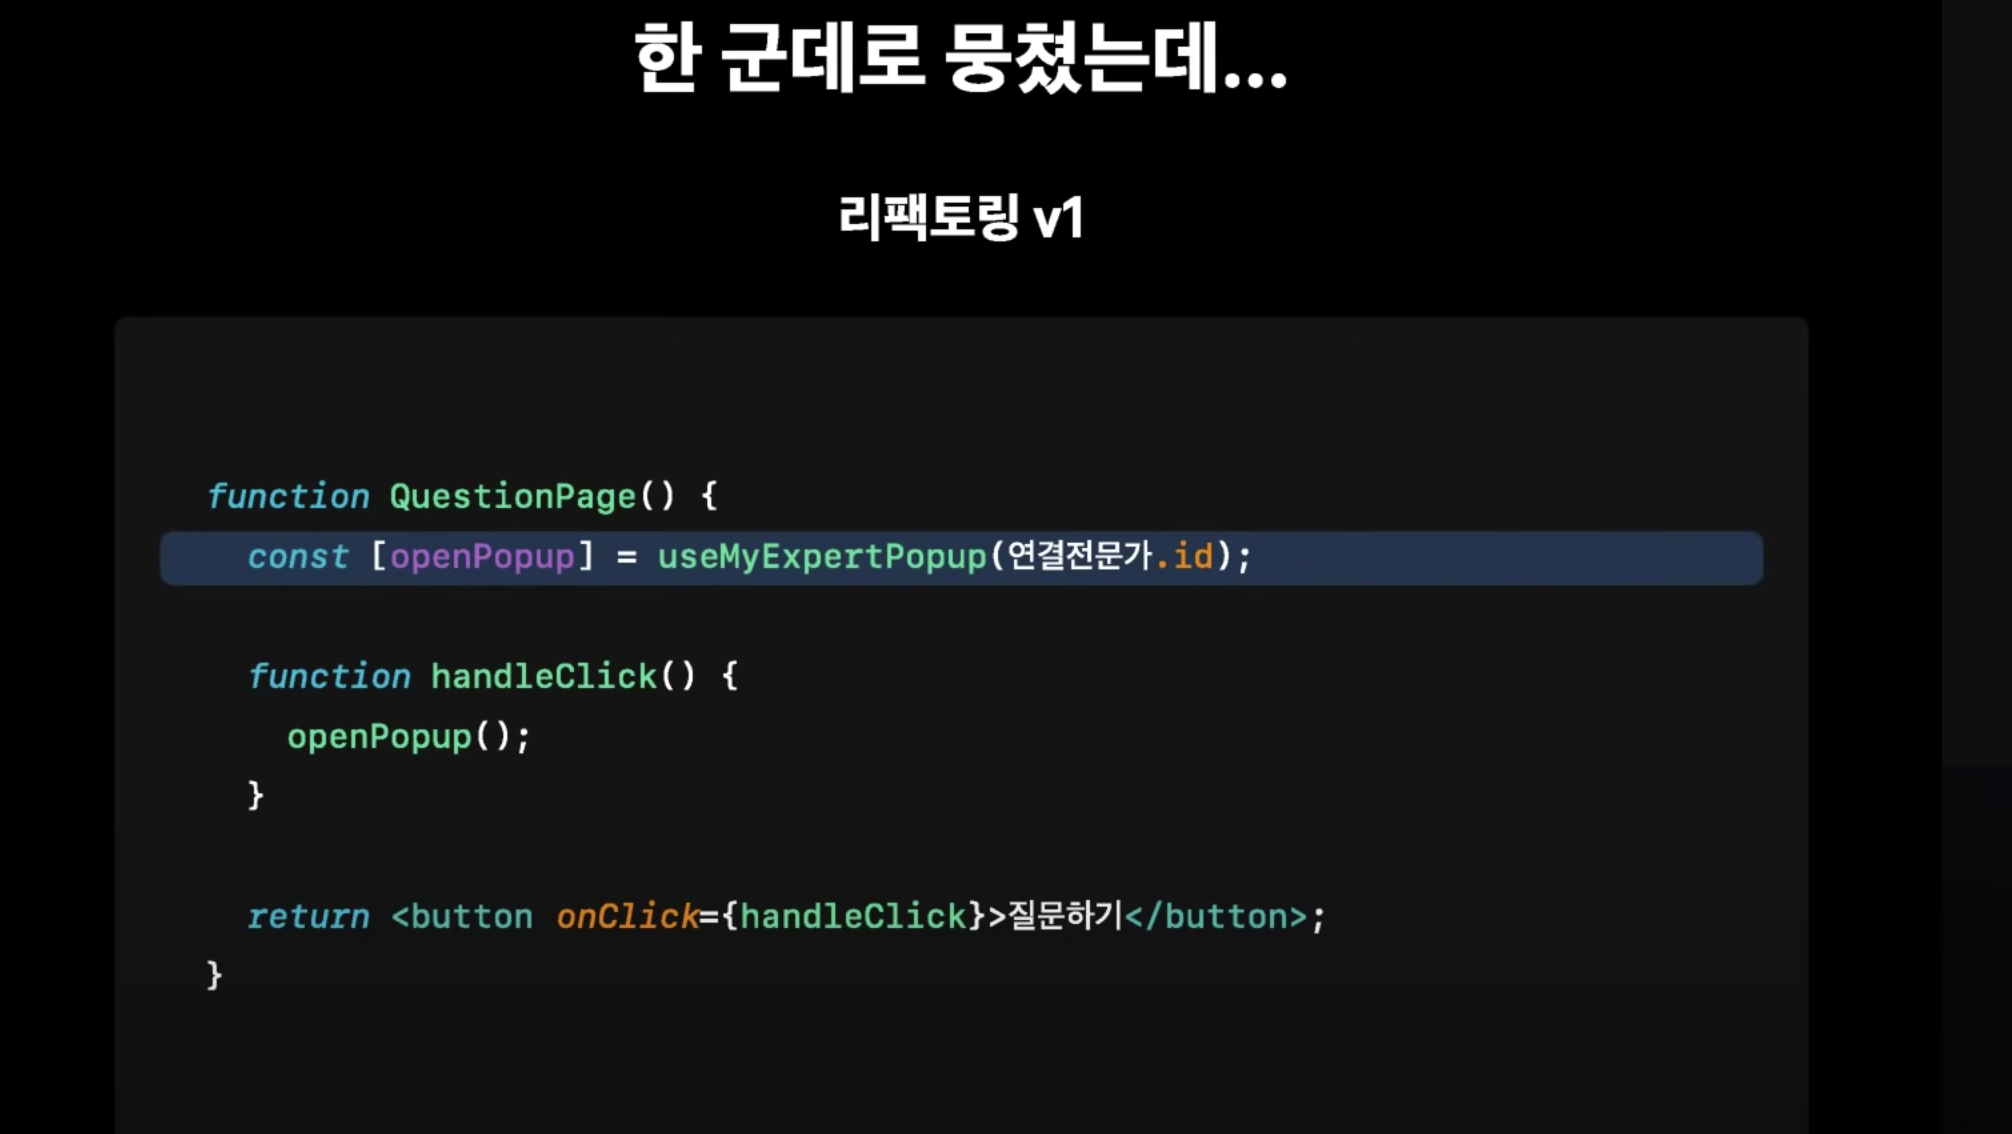 한 군데로 뭉쳤는데...
리팩토링 v1
function QuestionPage() {
const [openPopup] = useMyExpertPopup(연결전문가.id);
function handleClick() {
openPopup();
}
return <button onClick={handleClick}>질문하기</button>;
}